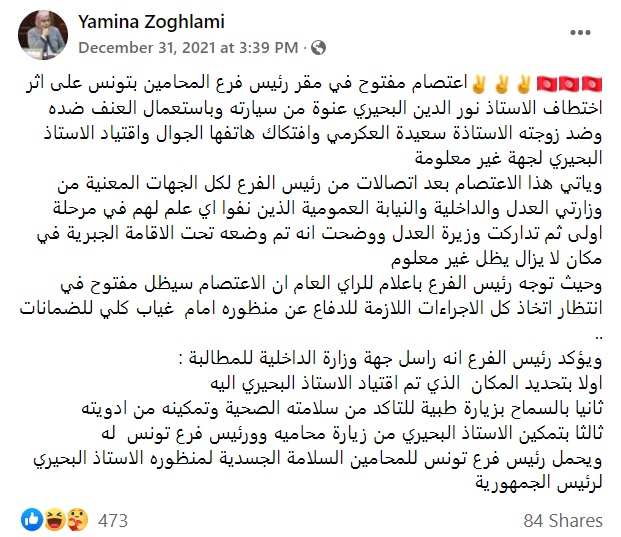 Yamina Zoghlami
December 31, 2021 at 3:39 PM ·
🇹🇳🇹🇳🇹🇳✌️✌️✌️اعتصام مفتوح في مقر رئيس فرع المحامين بتونس على اثر
اختطاف الاستاذ نور الدين البحيري عنوة من سيارته وباستعمال العنف ضده
وضد زوجته الاستاذة سعيدة العكرمي وافتكاك هاتفها الجوال واقتياد الاستاذ
البحيري لجهة غير معلومة
وياتي هذا الاعتصام بعد اتصالات من رئيس الفرع لكل الجهات المعنية من
وزارتي العدل والداخلية والنيابة العمومية الذين نفوا اي علم لهم في مرحلة
اولى ثم تداركت وزيرة العدل ووضحت انه تم وضعه تحت الاقامة الجبرية في
مكان لا يزال يظل غير معلوم
وحيث توجه رئيس الفرع باعلام للراي العام ان الاعتصام سيظل مفتوح في
انتظار اتخاذ كل الاجراءات اللازمة للدفاع عن منظوره امام غياب كلي للضمانات
..
ويؤكد رئيس الفرع انه راسل جهة وزارة الداخلية للمطالبة :
اولا بتحديد المكان الذي تم اقتياد الاستاذ البحيري اليه
ثانيا بالسماح بزيارة طبية للتاكد من سلامته الصحية وتمكينه من ادويته
ثالثا بتمكين الاستاذ البحيري من زيارة محاميه وورئيس فرع تونس له
ويحمل رئيس فرع تونس للمحامين السلامة الجسدية لمنظوره الاستاذ البحيري
لرئيس الجمهورية
473
84 Shares